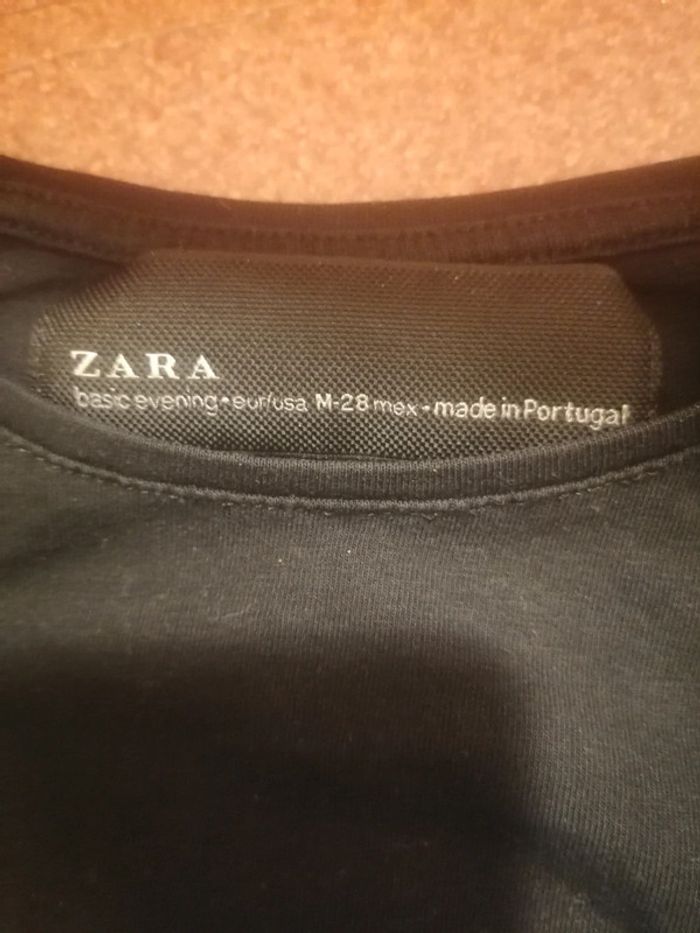 ZARA
basic evening • eur/usa M-28 mex • made in Portugal